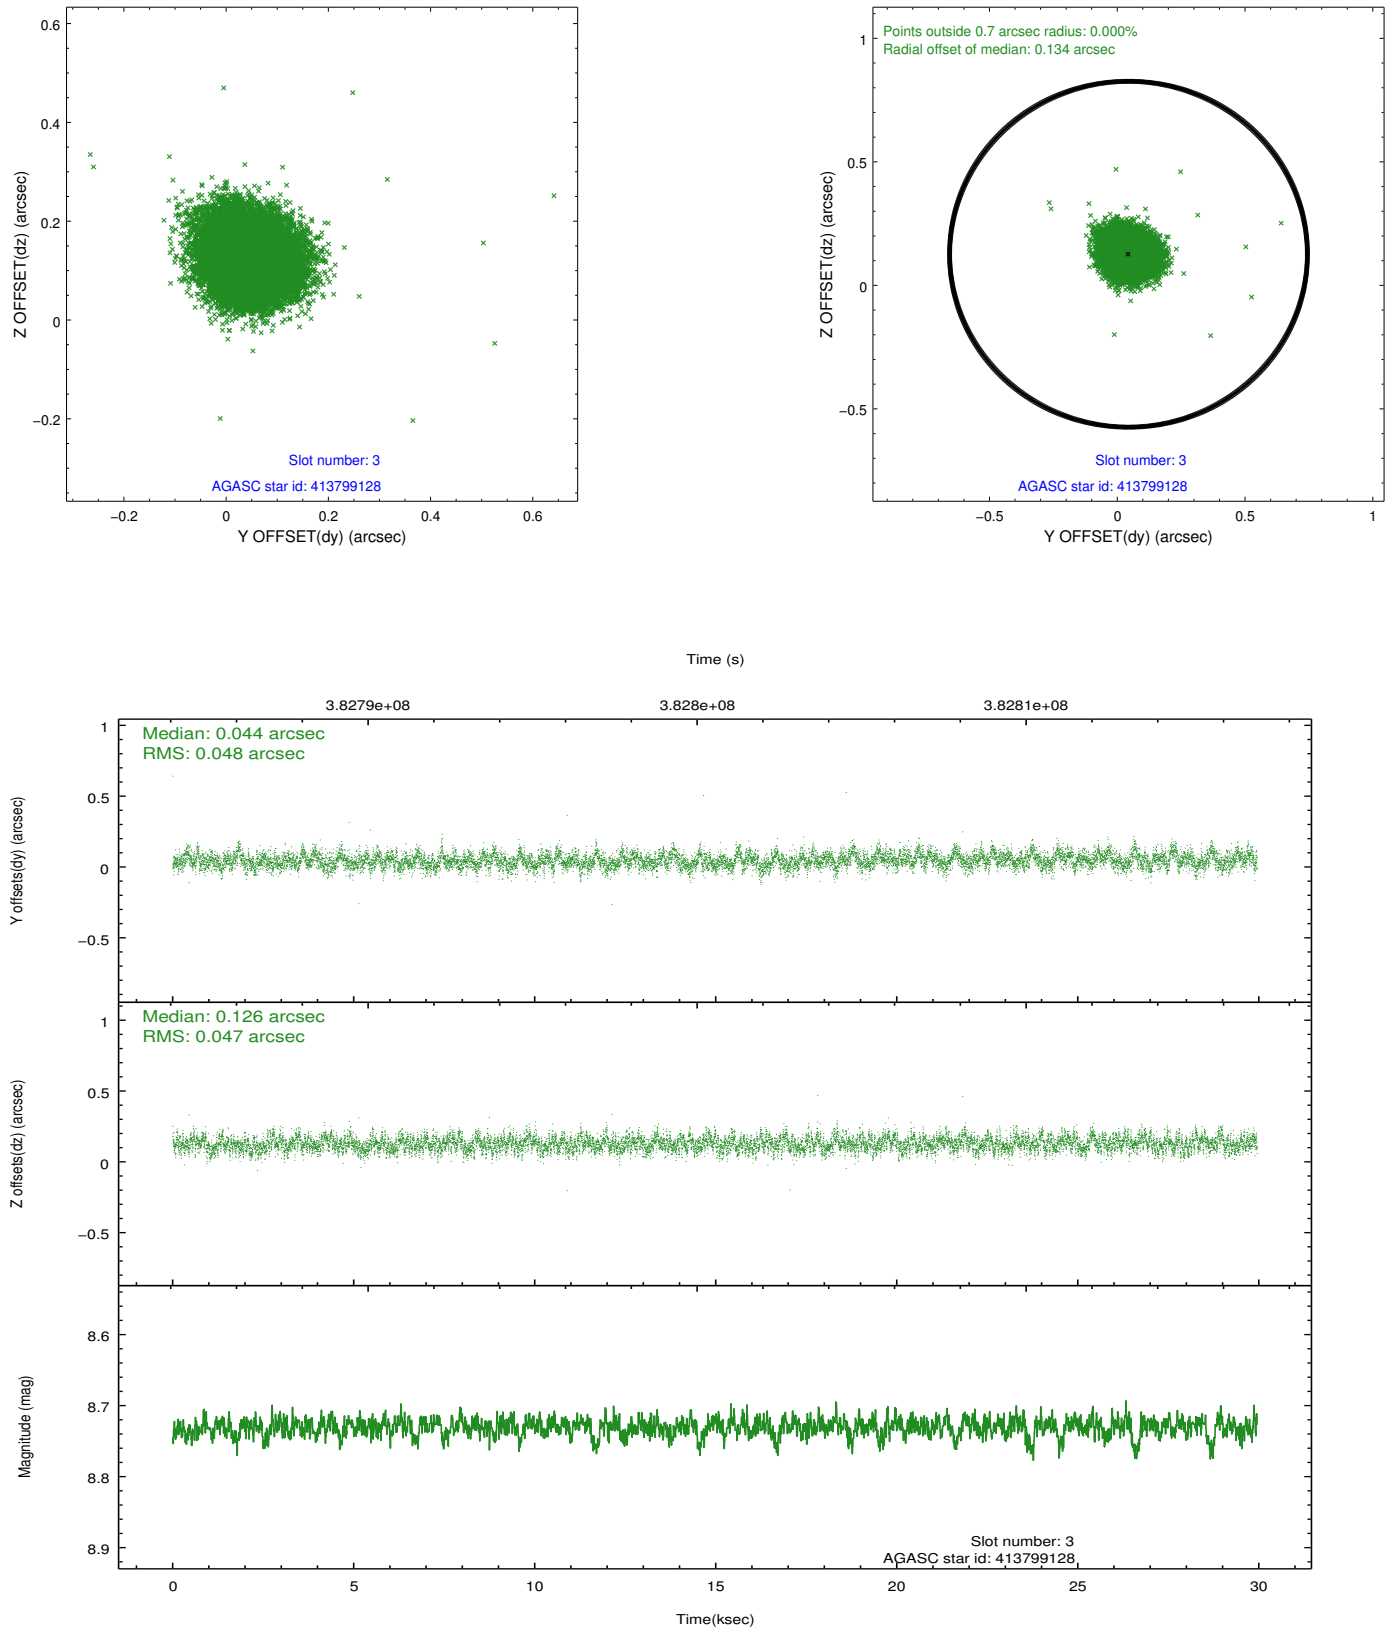 0.6
0.4
0.2
0
−0.2
Z OFFSET(dz) (arcsec)
Slot number: 3
AGASC star id: 413799128
−0.2 0 0.2 0.4 0.6
Y OFFSET(dy) (arcsec)
Points outside 0.7 arcsec radius: 0.000%
Radial offset of median: 0.134 arcsec
1
0.5
0
−0.5
Z OFFSET(dz) (arcsec)
Slot number: 3
AGASC star id: 413799128
−0.5 0 0.5 1
Y OFFSET(dy) (arcsec)
Time (s)
3.8279e+08 3.828e+08 3.8281e+08
Median: 0.044 arcsec
RMS: 0.048 arcsec
1
0.5
0
−0.5
Y offsets(dy) (arcsec)
Median: 0.126 arcsec
RMS: 0.047 arcsec
1
0.5
0
−0.5
Z offsets(dz) (arcsec)
8.6
8.7
8.8
8.9
Magnitude (mag)
Slot number: 3
AGASC star id: 413799128
0 5 10 15 20 25 30
Time(ksec)